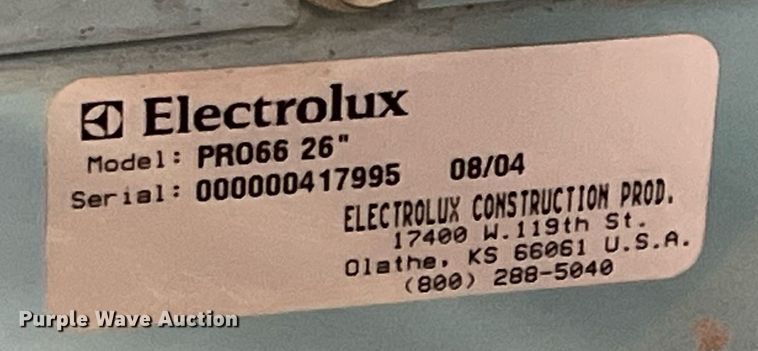 Electrolux
Model: PRO66 26"
Serial: 000000417995 08/04
ELECTROLUX CONSTRUCTION PROD.
17400 W.119th St.
Olathe, KS 66061 U.S.A.
(800) 288-5040
Purple Wave Auction